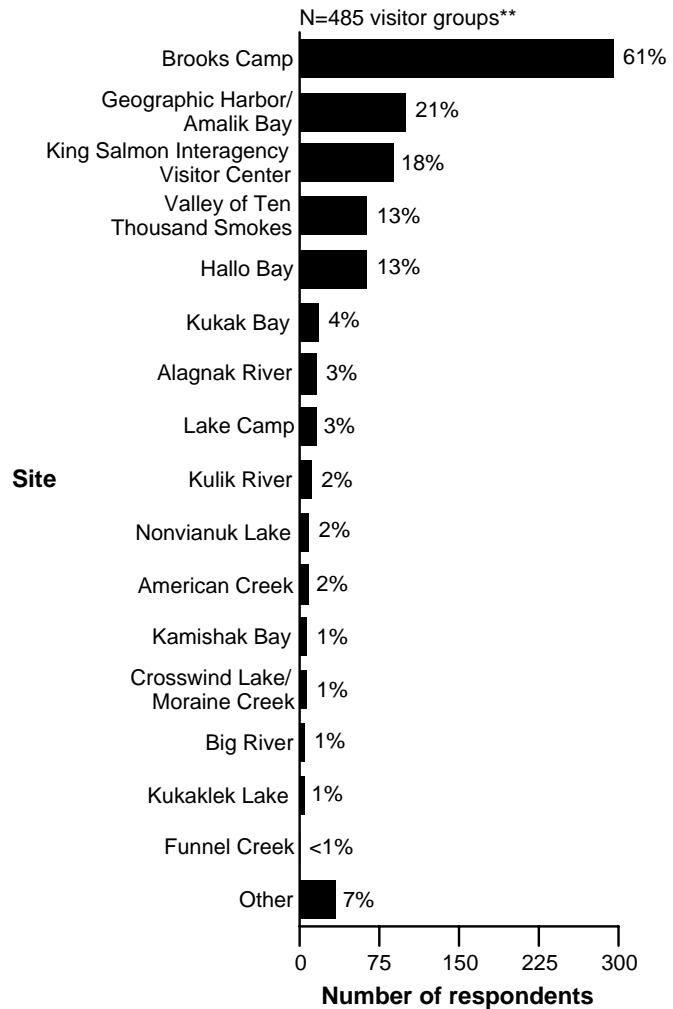 N=485 visitor groups**
Brooks Camp 61%
Geographic Harbor/
Amalik Bay 21%
King Salmon Interagency
Visitor Center 18%
Valley of Ten
Thousand Smokes 13%
Hallo Bay 13%
Kukak Bay 4%
Alagnak River 3%
Lake Camp 3%
Site
Kulik River 2%
Nonvianuk Lake 2%
American Creek 2%
Kamishak Bay 1%
Crosswind Lake/
Moraine Creek 1%
Big River 1%
Kukaklek Lake 1%
Funnel Creek <1%
Other 7%
0 75 150 225 300
Number of respondents